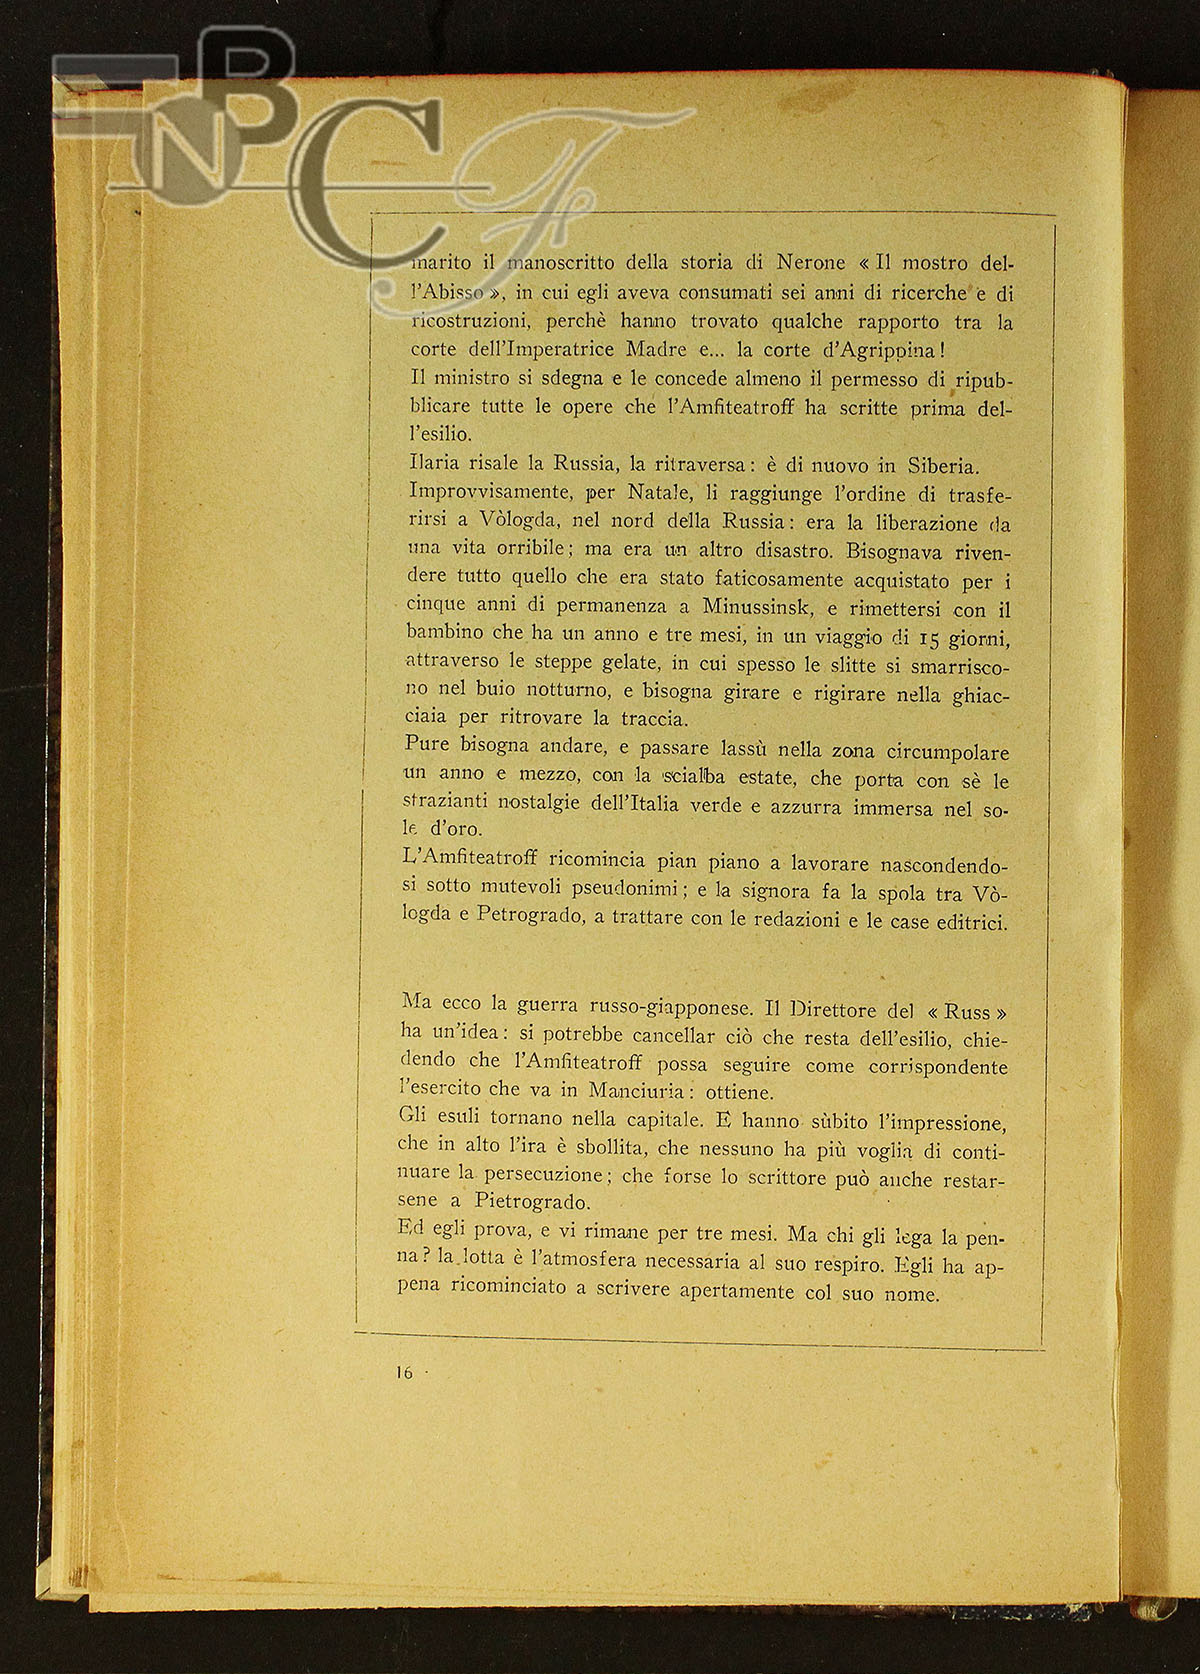 BNCF
marito il manoscritto della storia di Nerone « Il mostro del-
l'Abisso », in cui egli aveva consumati sei anni di ricerche e di
ricostruzioni, perchè hanno trovato qualche rapporto tra la
corte dell'Imperatrice Madre e... la corte d'Agrippina !
Il ministro si sdegna e le concede almeno il permesso di ripub-
blicare tutte le opere che l'Amfiteatroff ha scritte prima del-
l'esilio.
Ilaria risale la Russia, la ritraversa : è di nuovo in Siberia.
Improvvisamente, per Natale, li raggiunge l'ordine di trasfe-
rirsi a Vòlogda, nel nord della Russia : era la liberazione da
una vita orribile ; ma era un altro disastro. Bisognava riven-
dere tutto quello che era stato faticosamente acquistato per i
cinque anni di permanenza a Minussinsk, e rimettersi con il
bambino che ha un anno e tre mesi, in un viaggio di 15 giorni,
attraverso le steppe gelate, in cui spesso le slitte si smarrisco-
no nel buio notturno, e bisogna girare e rigirare nella ghiac-
ciaia per ritrovare la traccia.
Pure bisogna andare, e passare lassù nella zona circumpolare
un anno e mezzo, con la scialba estate, che porta con sè le
strazianti nostalgie dell'Italia verde e azzurra immersa nel so-
le d'oro.
L'Amfiteatroff ricomincia pian piano a lavorare nascondendo-
si sotto mutevoli pseudonimi ; e la signora fa la spola tra Vò-
logda e Petrogrado, a trattare con le redazioni e le case editrici.
Ma ecco la guerra russo-giapponese. Il Direttore del « Russ »
ha un'idea : si potrebbe cancellar ciò che resta dell'esilio, chie-
dendo che l'Amfiteatroff possa seguire come corrispondente
l'esercito che va in Manciuria : ottiene.
Gli esuli tornano nella capitale. E hanno sùbito l'impressione,
che in alto l'ira è sbollita, che nessuno ha più voglia di conti-
nuare la persecuzione ; che forse lo scrittore può anche restar-
sene a Pietrogrado.
Ed egli prova, e vi rimane per tre mesi. Ma chi gli lega la pen-
na ? la lotta è l'atmosfera necessaria al suo respiro. Egli ha ap-
pena ricominciato a scrivere apertamente col suo nome.
16